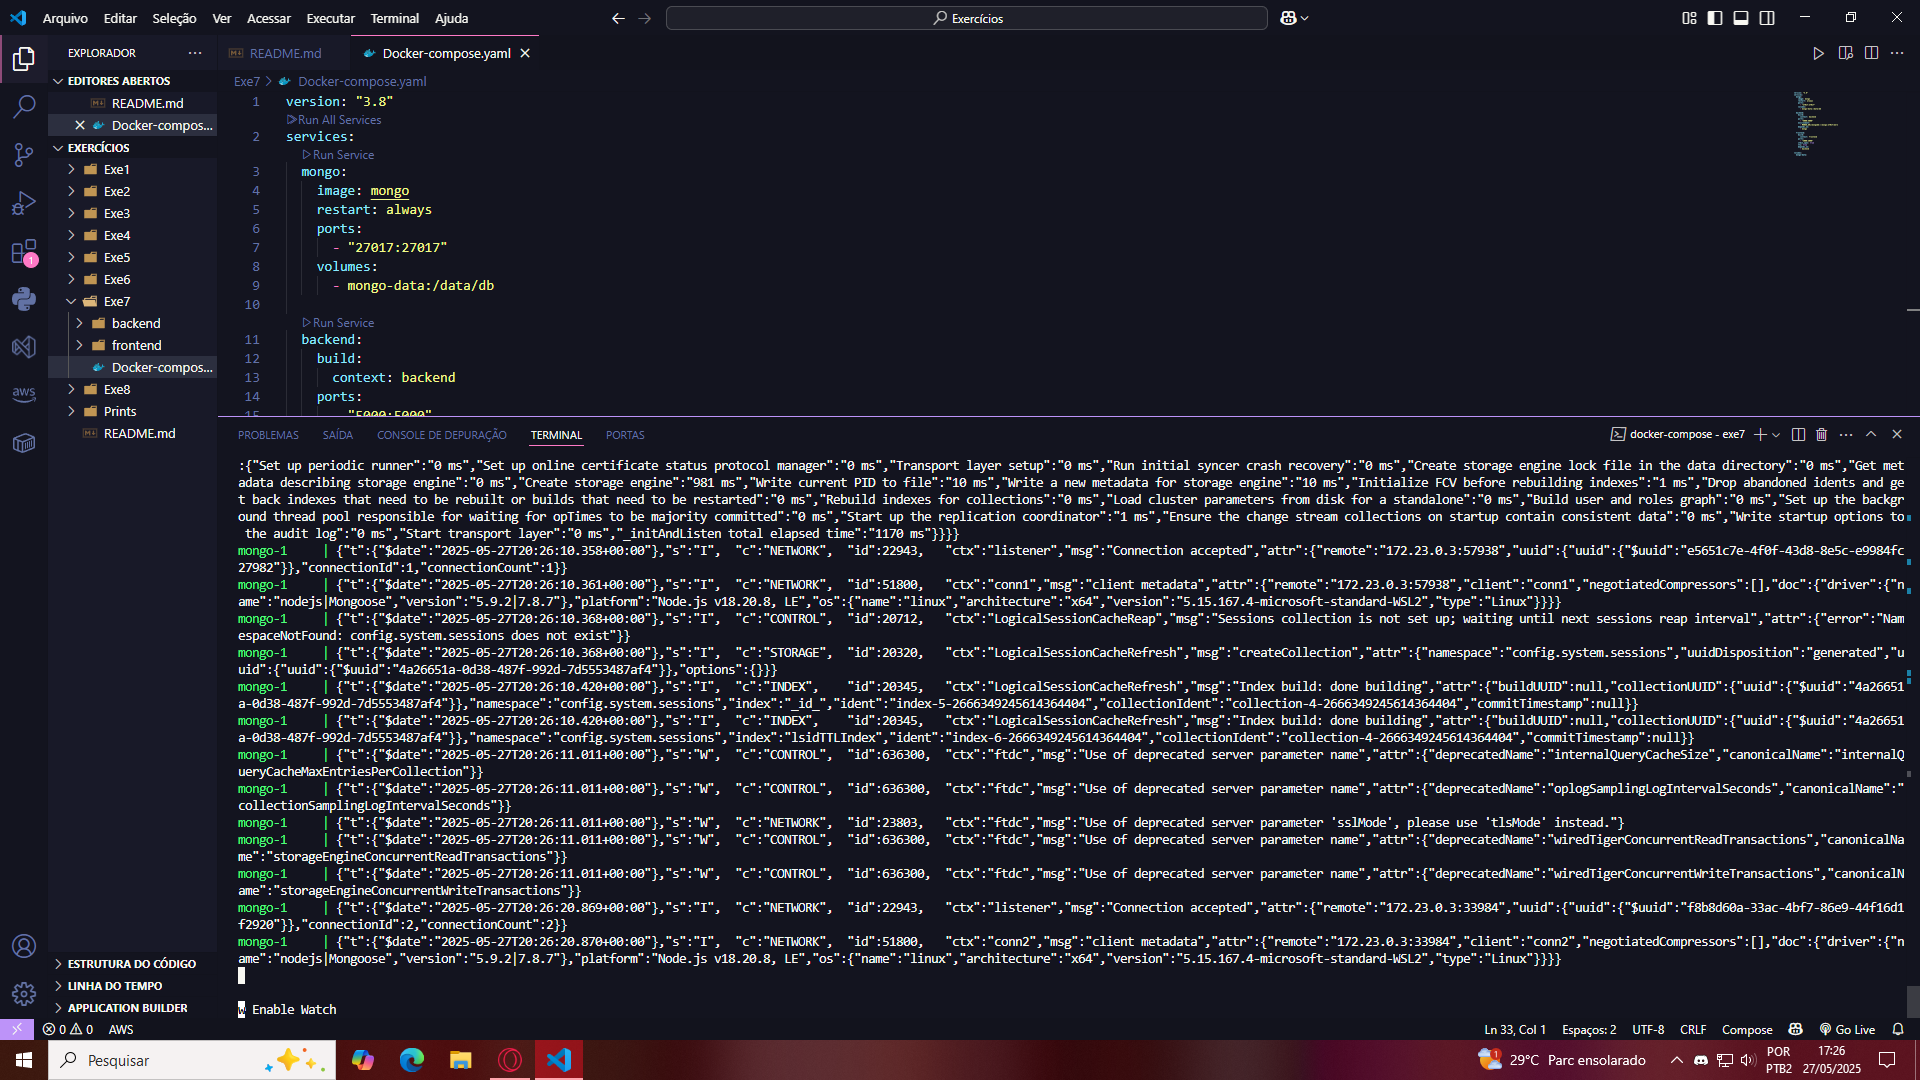 Arquivo Editar Seleção Ver Acessar Executar Terminal Ajuda
Exercícios
EXPLORADOR
README.md
Docker-compose.yaml
EDITORES ABERTOS
README.md
Docker-compos...
EXERCÍCIOS
Exe1
Exe2
Exe3
Exe4
Exe5
Exe6
Exe7
backend
frontend
Docker-compos...
Exe8
Prints
README.md
ESTRUTURA DO CÓDIGO
LINHA DO TEMPO
APPLICATION BUILDER
1
aws
Exe7 > Docker-compose.yaml
1 version: "3.8"
Run All Services
2 services:
Run Service
3 mongo:
4 image: mongo
5 restart: always
6 ports:
7 - "27017:27017"
8 volumes:
9 - mongo-data:/data/db
10
Run Service
11 backend:
12 build:
13 context: backend
14 ports:
15 - "5000:5000"
PROBLEMAS SAÍDA CONSOLE DE DEPURAÇÃO TERMINAL PORTAS
docker-compose - exe7
:{"Set up periodic runner":"0 ms","Set up online certificate status protocol manager":"0 ms","Transport layer setup":"0 ms","Run initial syncer crash recovery":"0 ms","Create storage engine lock file in the data directory":"0 ms","Get met
adata describing storage engine":"0 ms","Create storage engine":"981 ms","Write current PID to file":"10 ms","Write a new metadata for storage engine":"10 ms","Initialize FCV before rebuilding indexes":"1 ms","Drop abandoned idents and ge
t back indexes that need to be rebuilt or builds that need to be restarted":"0 ms","Rebuild indexes for collections":"0 ms","Load cluster parameters from disk for a standalone":"0 ms","Build user and roles graph":"0 ms","Set up the backgr
ound thread pool responsible for waiting for opTimes to be majority committed":"0 ms","Start up the replication coordinator":"1 ms","Ensure the change stream collections on startup contain consistent data":"0 ms","Write startup options to
the audit log":"0 ms","Start transport layer":"0 ms","_initAndListen total elapsed time":"1170 ms"}}}}
mongo-1 | {"t":{"$date":"2025-05-27T20:26:10.358+00:00"},"s":"I", "c":"NETWORK", "id":22943, "ctx":"listener","msg":"Connection accepted","attr":{"remote":"172.23.0.3:57938","uuid":{"uuid":{"$uuid":"e5651c7e-4f0f-43d8-8e5c-e9984fc
27982"}},"connectionId":1,"connectionCount":1}}
mongo-1 | {"t":{"$date":"2025-05-27T20:26:10.361+00:00"},"s":"I", "c":"NETWORK", "id":51800, "ctx":"conn1","msg":"client metadata","attr":{"remote":"172.23.0.3:57938","client":"conn1","negotiatedCompressors":[],"doc":{"driver":{"n
ame":"nodejs|Mongoose","version":"5.9.2|7.8.7"},"platform":"Node.js v18.20.8, LE","os":{"name":"linux","architecture":"x64","version":"5.15.167.4-microsoft-standard-WSL2","type":"Linux"}}}}
mongo-1 | {"t":{"$date":"2025-05-27T20:26:10.368+00:00"},"s":"I", "c":"CONTROL", "id":20712, "ctx":"LogicalSessionCacheReap","msg":"Sessions collection is not set up; waiting until next sessions reap interval","attr":{"error":"Nam
espaceNotFound: config.system.sessions does not exist"}}
mongo-1 | {"t":{"$date":"2025-05-27T20:26:10.368+00:00"},"s":"I", "c":"STORAGE", "id":20320, "ctx":"LogicalSessionCacheRefresh","msg":"createCollection","attr":{"namespace":"config.system.sessions","uuidDisposition":"generated","u
uid":{"uuid":{"$uuid":"4a26651a-0d38-487f-992d-7d5553487af4"}},"options":{}}}
mongo-1 | {"t":{"$date":"2025-05-27T20:26:10.420+00:00"},"s":"I", "c":"INDEX", "id":20345, "ctx":"LogicalSessionCacheRefresh","msg":"Index build: done building","attr":{"buildUUID":null,"collectionUUID":{"uuid":{"$uuid":"4a26651
a-0d38-487f-992d-7d5553487af4"}},"namespace":"config.system.sessions","index":"_id_","ident":"index-5-2666349245614364404","collectionIdent":"collection-4-2666349245614364404","commitTimestamp":null}}
mongo-1 | {"t":{"$date":"2025-05-27T20:26:10.420+00:00"},"s":"I", "c":"INDEX", "id":20345, "ctx":"LogicalSessionCacheRefresh","msg":"Index build: done building","attr":{"buildUUID":null,"collectionUUID":{"uuid":{"$uuid":"4a26651
a-0d38-487f-992d-7d5553487af4"}},"namespace":"config.system.sessions","index":"lsidTTLIndex","ident":"index-6-2666349245614364404","collectionIdent":"collection-4-2666349245614364404","commitTimestamp":null}}
mongo-1 | {"t":{"$date":"2025-05-27T20:26:11.011+00:00"},"s":"W", "c":"CONTROL", "id":636300, "ctx":"ftdc","msg":"Use of deprecated server parameter name","attr":{"deprecatedName":"internalQueryCacheSize","canonicalName":"internalQ
ueryCacheMaxEntriesPerCollection"}}
mongo-1 | {"t":{"$date":"2025-05-27T20:26:11.011+00:00"},"s":"W", "c":"CONTROL", "id":636300, "ctx":"ftdc","msg":"Use of deprecated server parameter name","attr":{"deprecatedName":"oplogSamplingLogIntervalSeconds","canonicalName":"
collectionSamplingLogIntervalSeconds"}}
mongo-1 | {"t":{"$date":"2025-05-27T20:26:11.011+00:00"},"s":"W", "c":"NETWORK", "id":23803, "ctx":"ftdc","msg":"Use of deprecated server parameter 'sslMode', please use 'tlsMode' instead."}
mongo-1 | {"t":{"$date":"2025-05-27T20:26:11.011+00:00"},"s":"W", "c":"CONTROL", "id":636300, "ctx":"ftdc","msg":"Use of deprecated server parameter name","attr":{"deprecatedName":"wiredTigerConcurrentReadTransactions","canonicalNa
me":"storageEngineConcurrentReadTransactions"}}
mongo-1 | {"t":{"$date":"2025-05-27T20:26:11.011+00:00"},"s":"W", "c":"CONTROL", "id":636300, "ctx":"ftdc","msg":"Use of deprecated server parameter name","attr":{"deprecatedName":"wiredTigerConcurrentWriteTransactions","canonicalN
ame":"storageEngineConcurrentWriteTransactions"}}
mongo-1 | {"t":{"$date":"2025-05-27T20:26:20.869+00:00"},"s":"I", "c":"NETWORK", "id":22943, "ctx":"listener","msg":"Connection accepted","attr":{"remote":"172.23.0.3:33984","uuid":{"uuid":{"$uuid":"f8b8d60a-33ac-4bf7-86e9-44f16d1
f2920"}},"connectionId":2,"connectionCount":2}}
mongo-1 | {"t":{"$date":"2025-05-27T20:26:20.870+00:00"},"s":"I", "c":"NETWORK", "id":51800, "ctx":"conn2","msg":"client metadata","attr":{"remote":"172.23.0.3:33984","client":"conn2","negotiatedCompressors":[],"doc":{"driver":{"n
ame":"nodejs|Mongoose","version":"5.9.2|7.8.7"},"platform":"Node.js v18.20.8, LE","os":{"name":"linux","architecture":"x64","version":"5.15.167.4-microsoft-standard-WSL2","type":"Linux"}}}}
w Enable Watch
0 0 AWS
Ln 33, Col 1 Espaços: 2 UTF-8 CRLF Compose Go Live
Pesquisar
1 29°C Parc ensolarado
POR
PTB2
17:26
27/05/2025